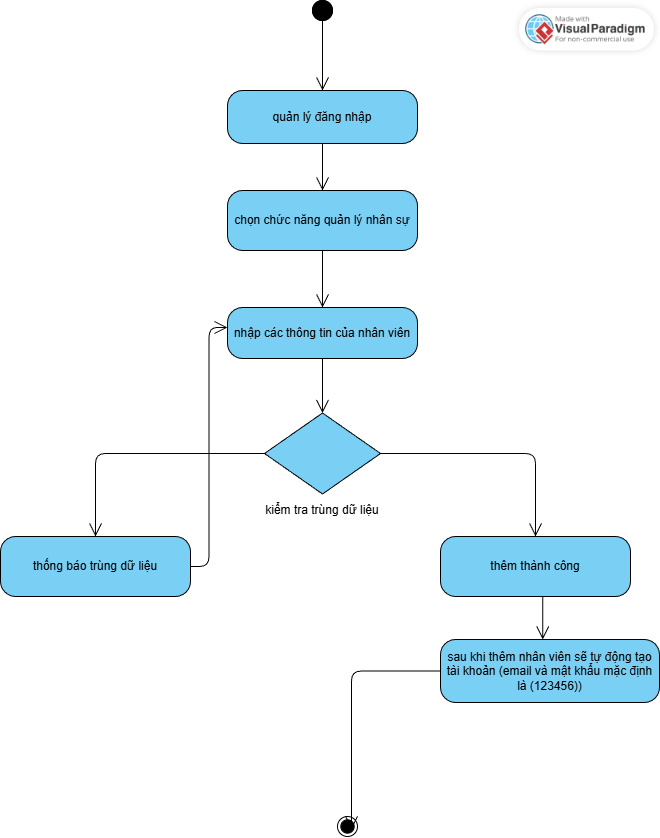 Made with
VisualParadigm
For non-commercial use
quản lý đăng nhập
chọn chức năng quản lý nhân sự
nhập các thông tin của nhân viên
kiểm tra trùng dữ liệu
thống báo trùng dữ liệu
thêm thành công
sau khi thêm nhân viên sẽ tự động tạo
tài khoản (email và mật khẩu mặc định
là (123456))